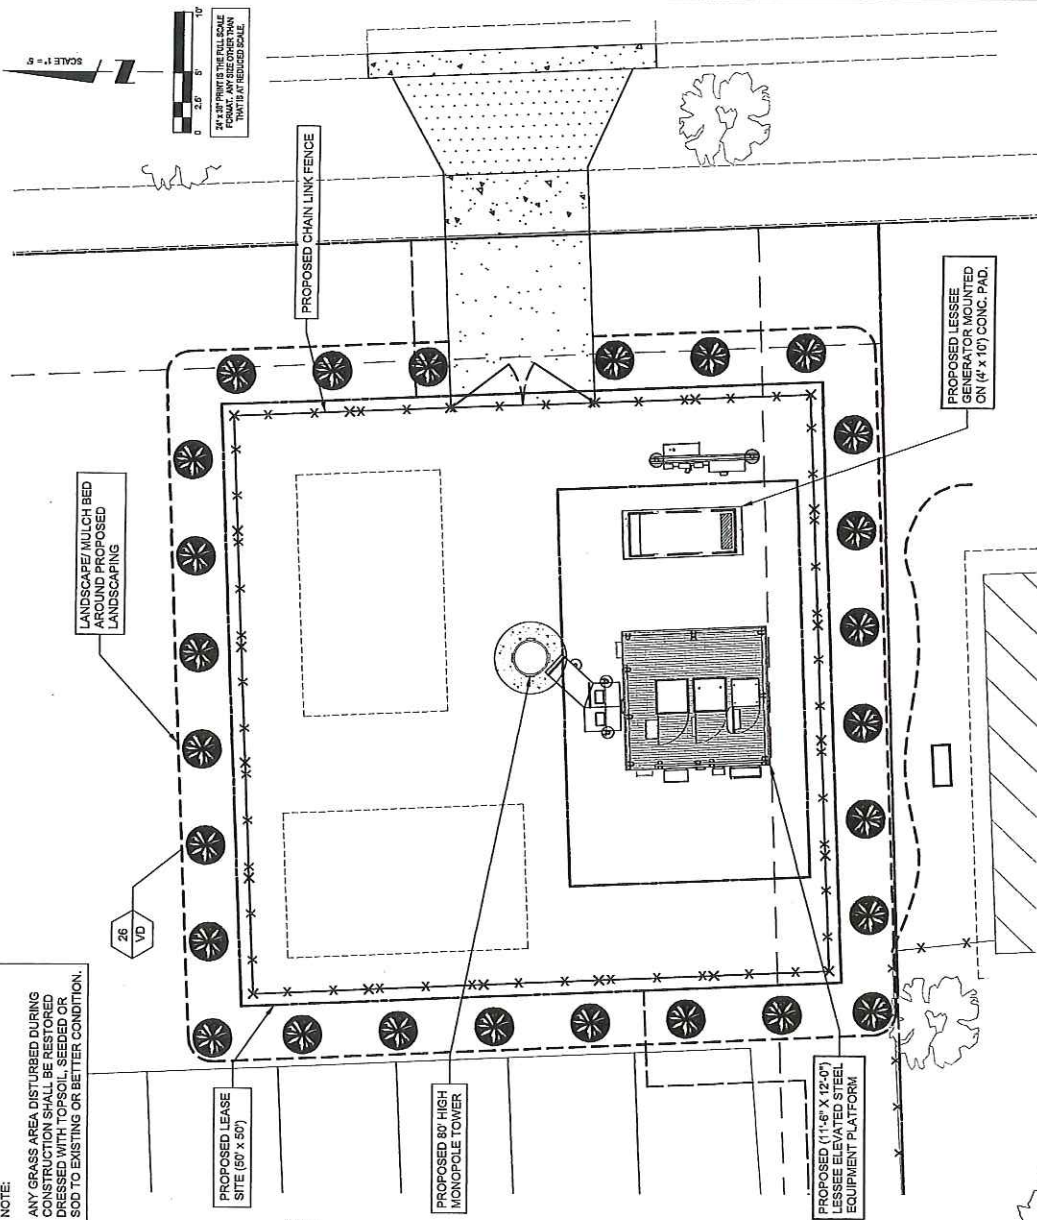 NOTE:
ANY GRASS AREA DISTURBED DURING
CONSTRUCTION SHALL BE RESTORED
DRESSED WITH TOPSOIL, SEEDED OR
SOD TO EXISTING OR BETTER CONDITION.
26
VD
LANDSCAPE/ MULCH BED
AROUND PROPOSED
LANDSCAPING
PROPOSED CHAIN LINK FENCE
SCALE 1" = 5'
0 2.5' 5' 10'
24" x 36" PRINT IS THE FULL SCALE
FORMAT. ANY SIZE OTHER THAN
THAT IS AT REDUCED SCALE.
PROPOSED LEASE
SITE (50' x 50')
PROPOSED 80' HIGH
MONOPOLE TOWER
PROPOSED (11'-6" X 12'-0")
LESSEE ELEVATED STEEL
EQUIPMENT PLATFORM
PROPOSED LESSEE
GENERATOR MOUNTED
ON (4' x 10') CONC. PAD.